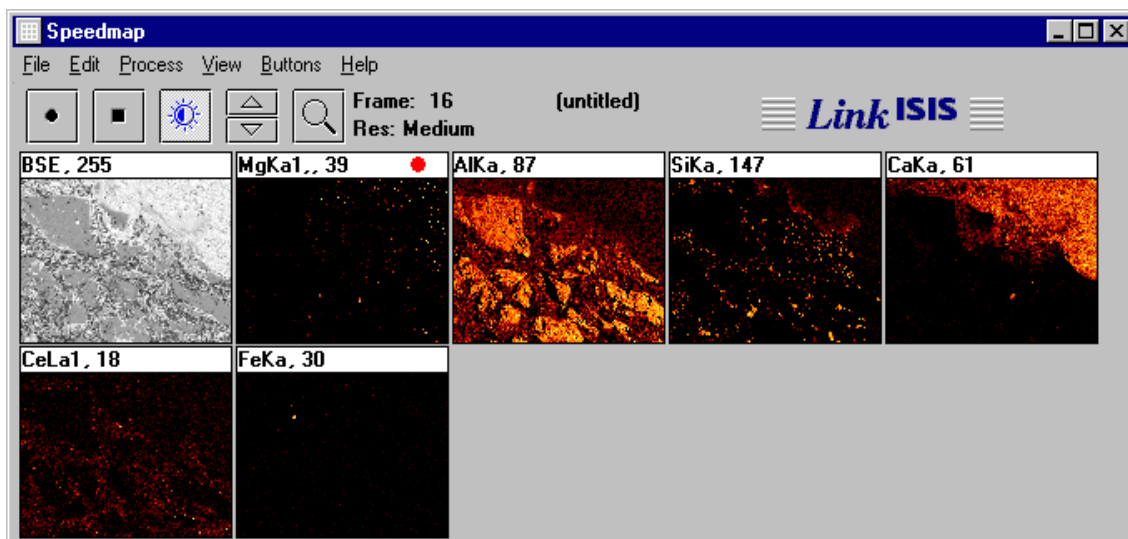 Speedmap
File Edit Process View Buttons Help
Frame: 16 (untitled)
Res: Medium
Link ISIS
BSE, 255 MgKa1,, 39 AlKa, 87 SiKa, 147 CaKa, 61
CeLa1, 18 FeKa, 30